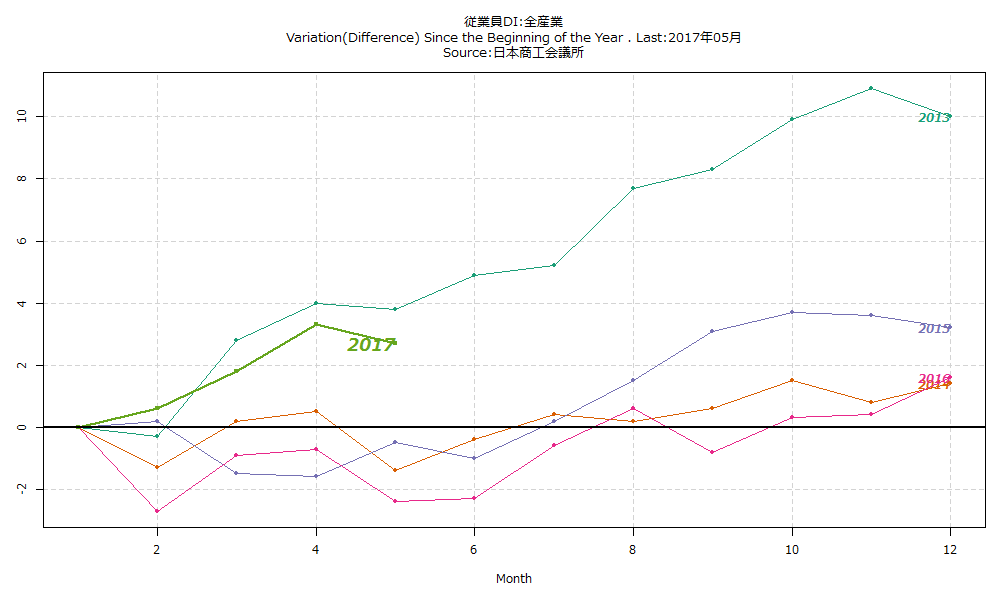 従業員DI:全産業
Variation(Difference) Since the Beginning of the Year . Last:2017年05月
Source:日本商工会議所
10
2013
8
6
4
2017
2015
2
2016
2014
0
-2
2 4 6 8 10 12
Month